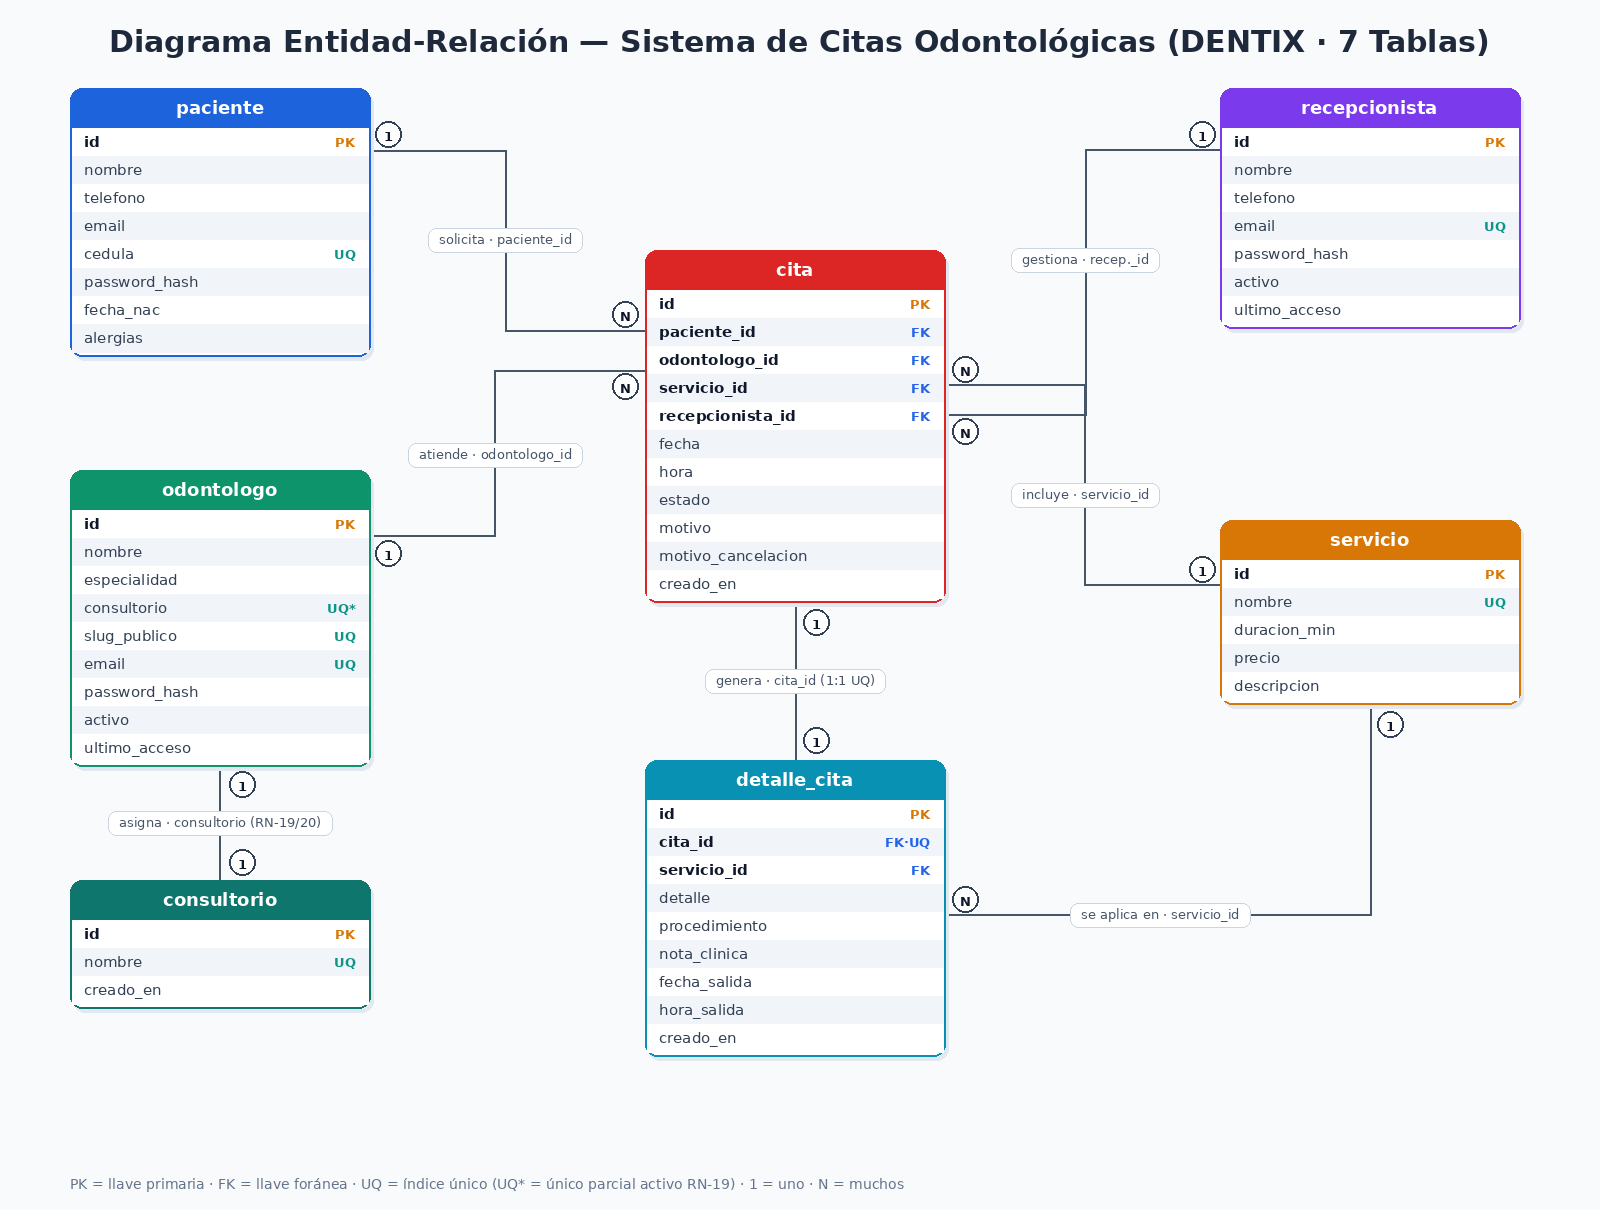 Diagrama Entidad-Relación — Sistema de Citas Odontológicas (DENTIX · 7 Tablas)
paciente
id PK
nombre
telefono
email
cedula UQ
password_hash
fecha_nac
alergias
1
solicita · paciente_id
N
recepcionista
id PK
nombre
telefono
email UQ
password_hash
activo
ultimo_acceso
1
gestiona · recep._id
N
cita
id PK
paciente_id FK
odontologo_id FK
servicio_id FK
recepcionista_id FK
fecha
hora
estado
motivo
motivo_cancelacion
creado_en
N
atiende · odontologo_id
1
N
incluye · servicio_id
1
odontologo
id PK
nombre
especialidad
consultorio UQ*
slug_publico UQ
email UQ
password_hash
activo
ultimo_acceso
1
asigna · consultorio (RN-19/20)
1
servicio
id PK
nombre UQ
duracion_min
precio
descripcion
1
1
genera · cita_id (1:1 UQ)
1
detalle_cita
id PK
cita_id FK·UQ
servicio_id FK
detalle
procedimiento
nota_clinica
fecha_salida
hora_salida
creado_en
N
se aplica en · servicio_id
consultorio
id PK
nombre UQ
creado_en
PK = llave primaria · FK = llave foránea · UQ = índice único (UQ* = único parcial activo RN-19) · 1 = uno · N = muchos